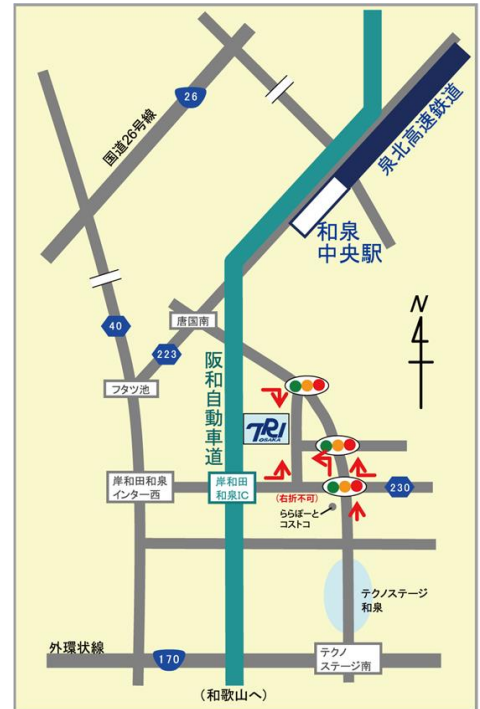 26
国道26号線
泉北高速鉄道
和泉
中央駅
N
40
唐国南
223
フタツ池
阪和自動車道
TRI
OSAKA
岸和田和泉
インター西
岸和田
和泉IC
(右折不可)
230
ららぽーと
コストコ
テクノステージ
和泉
外環状線
170
テクノ
ステージ南
(和歌山へ)